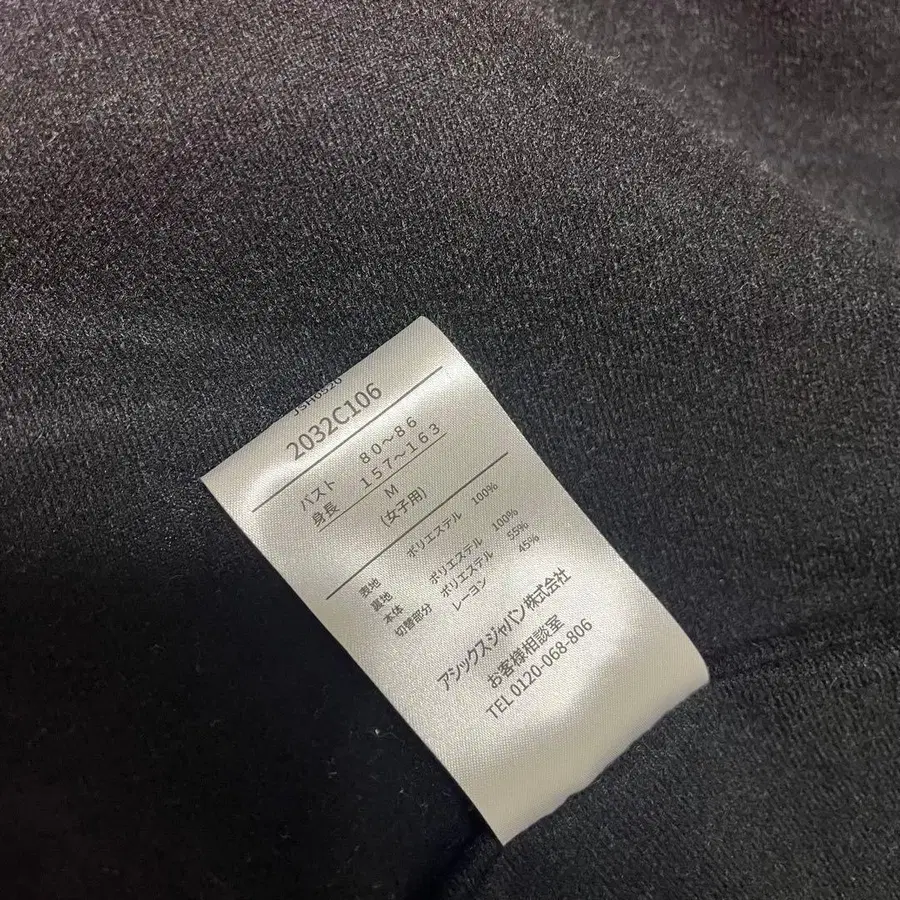 2032C106
バスト 80～86
身長 157～163
M
(女子用)
表地 ポリエステル 100%
裏地
本体 ポリエステル 100%
切替部分 ポリエステル 55%
レーヨン 45%
アシックスジャパン株式会社
お客様相談室
TEL 0120-068-806